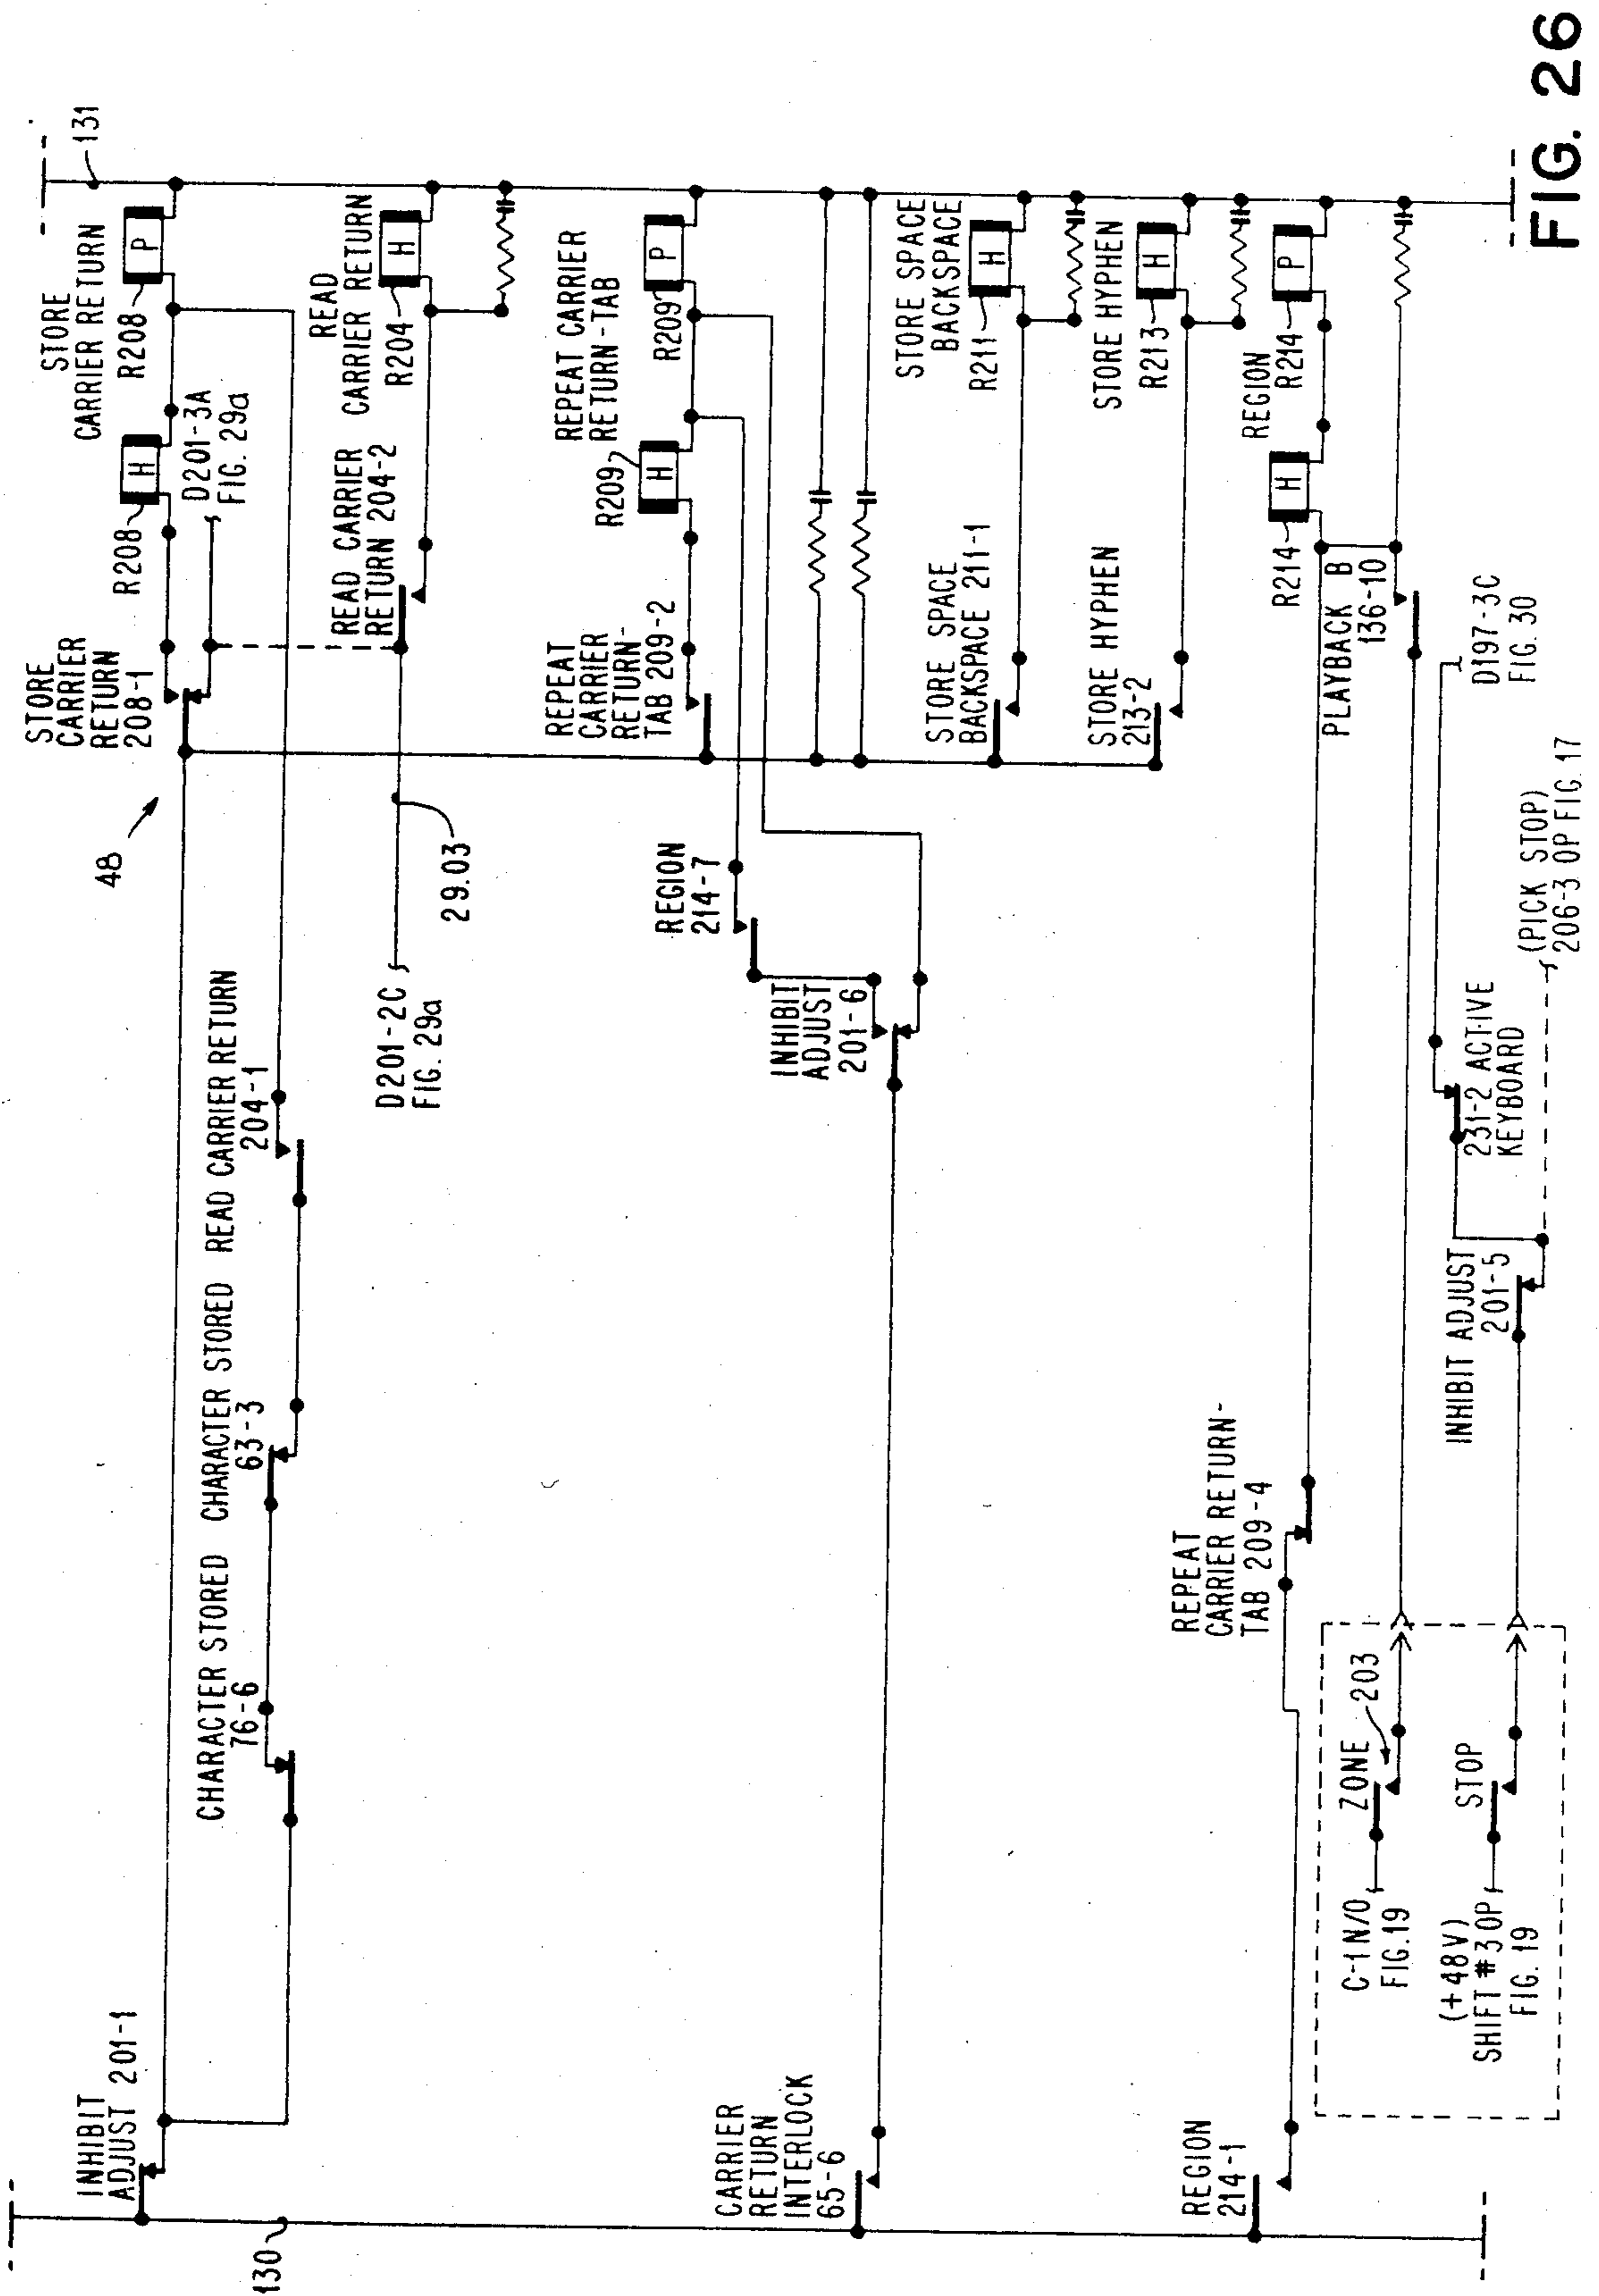 STORE
CARRIER RETURN
R208
P
131
R208
H
D201-3A
FIG. 29a
STORE
CARRIER
RETURN
208-1
48
READ
CARRIER RETURN
R204
H
READ CARRIER
RETURN 204-2
29.03
D201-2C
FIG. 29a
INHIBIT
ADJUST 201-1
130
CHARACTER STORED
76-6
CHARACTER STORED
63-3
READ CARRIER RETURN
204-1
REPEAT CARRIER
RETURN-TAB
R209
P
R209
H
REPEAT
CARRIER
RETURN-
TAB 209-2
REGION
214-7
INHIBIT
ADJUST
201-6
CARRIER
RETURN
INTERLOCK
65-6
STORE SPACE
BACKSPACE
R211
H
STORE SPACE
BACKSPACE 211-1
STORE HYPHEN
R213
H
STORE HYPHEN
213-2
REGION
R214
P
R214
H
PLAYBACK B
136-10
REPEAT
CARRIER RETURN-
TAB 209-4
REGION
214-1
D197-3C
FIG. 30
231-2 ACTIVE
KEYBOARD
(PICK STOP)
206-3 OP FIG. 17
INHIBIT ADJUST
201-5
ZONE
203
C-1 N/O
FIG.19
STOP
(+48V)
SHIFT #3 OP
FIG. 19
FIG. 26